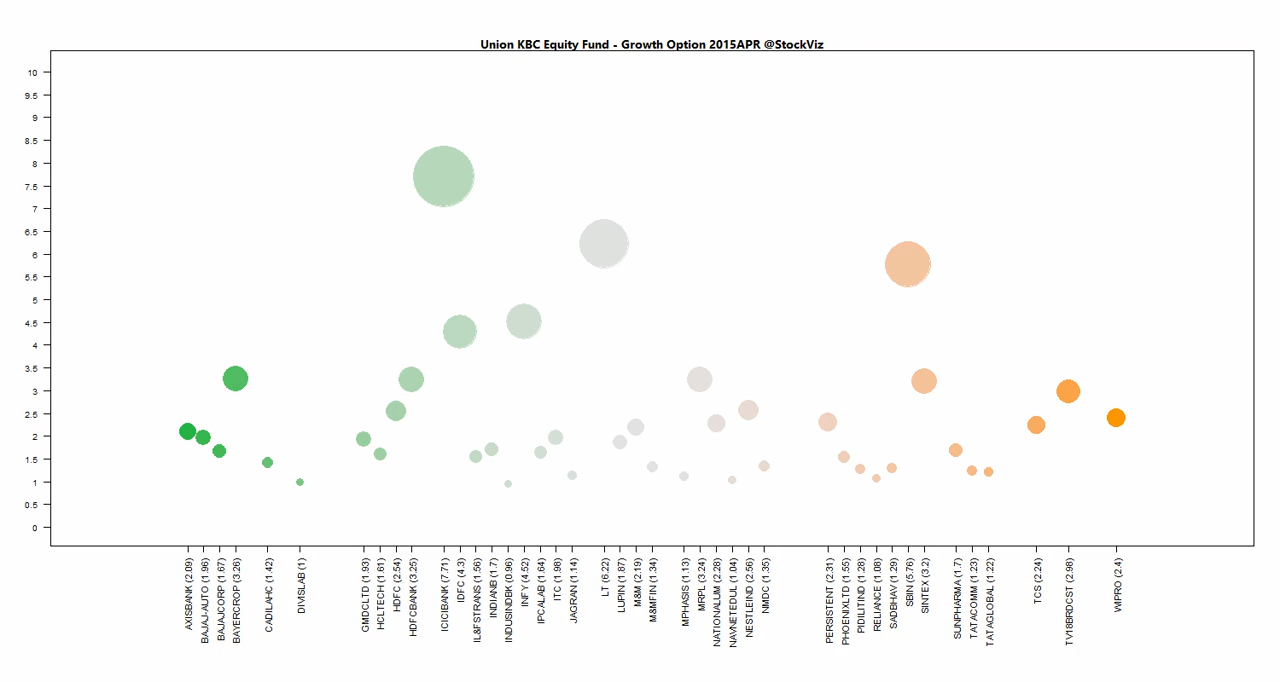 Union KBC Equity Fund - Growth Option 2015APR @StockViz
10
9.5
9
8.5
8
7.5
7
6.5
6
5.5
5
4.5
4
3.5
3
2.5
2
1.5
1
0.5
0
AXISBANK (2.09)
BAJAJ-AUTO (1.96)
BAJAJCORP (1.67)
BAYERCROP (3.26)
CADILAHC (1.42)
DIVISLAB (1)
GMDCLTD (1.93)
HCLTECH (1.61)
HDFC (2.54)
HDFCBANK (3.25)
ICICIBANK (7.71)
IDFC (4.3)
IL&FSTRANS (1.56)
INDIANB (1.7)
INDUSINDBK (0.96)
INFY (4.52)
IPCALAB (1.64)
ITC (1.98)
JAGRAN (1.14)
LT (6.22)
LUPIN (1.87)
M&M (2.19)
M&MFIN (1.34)
MPHASIS (1.13)
MRPL (3.24)
NATIONALUM (2.28)
NAVNETEDUL (1.04)
NESTLEIND (2.56)
NMDC (1.35)
PERSISTENT (2.31)
PHOENIXLTD (1.55)
PIDILITIND (1.28)
RELIANCE (1.08)
SADBHAV (1.29)
SBIN (5.76)
SINTEX (3.2)
SUNPHARMA (1.7)
TATACOMM (1.23)
TATAGLOBAL (1.22)
TCS (2.24)
TV18BRDCST (2.98)
WIPRO (2.4)